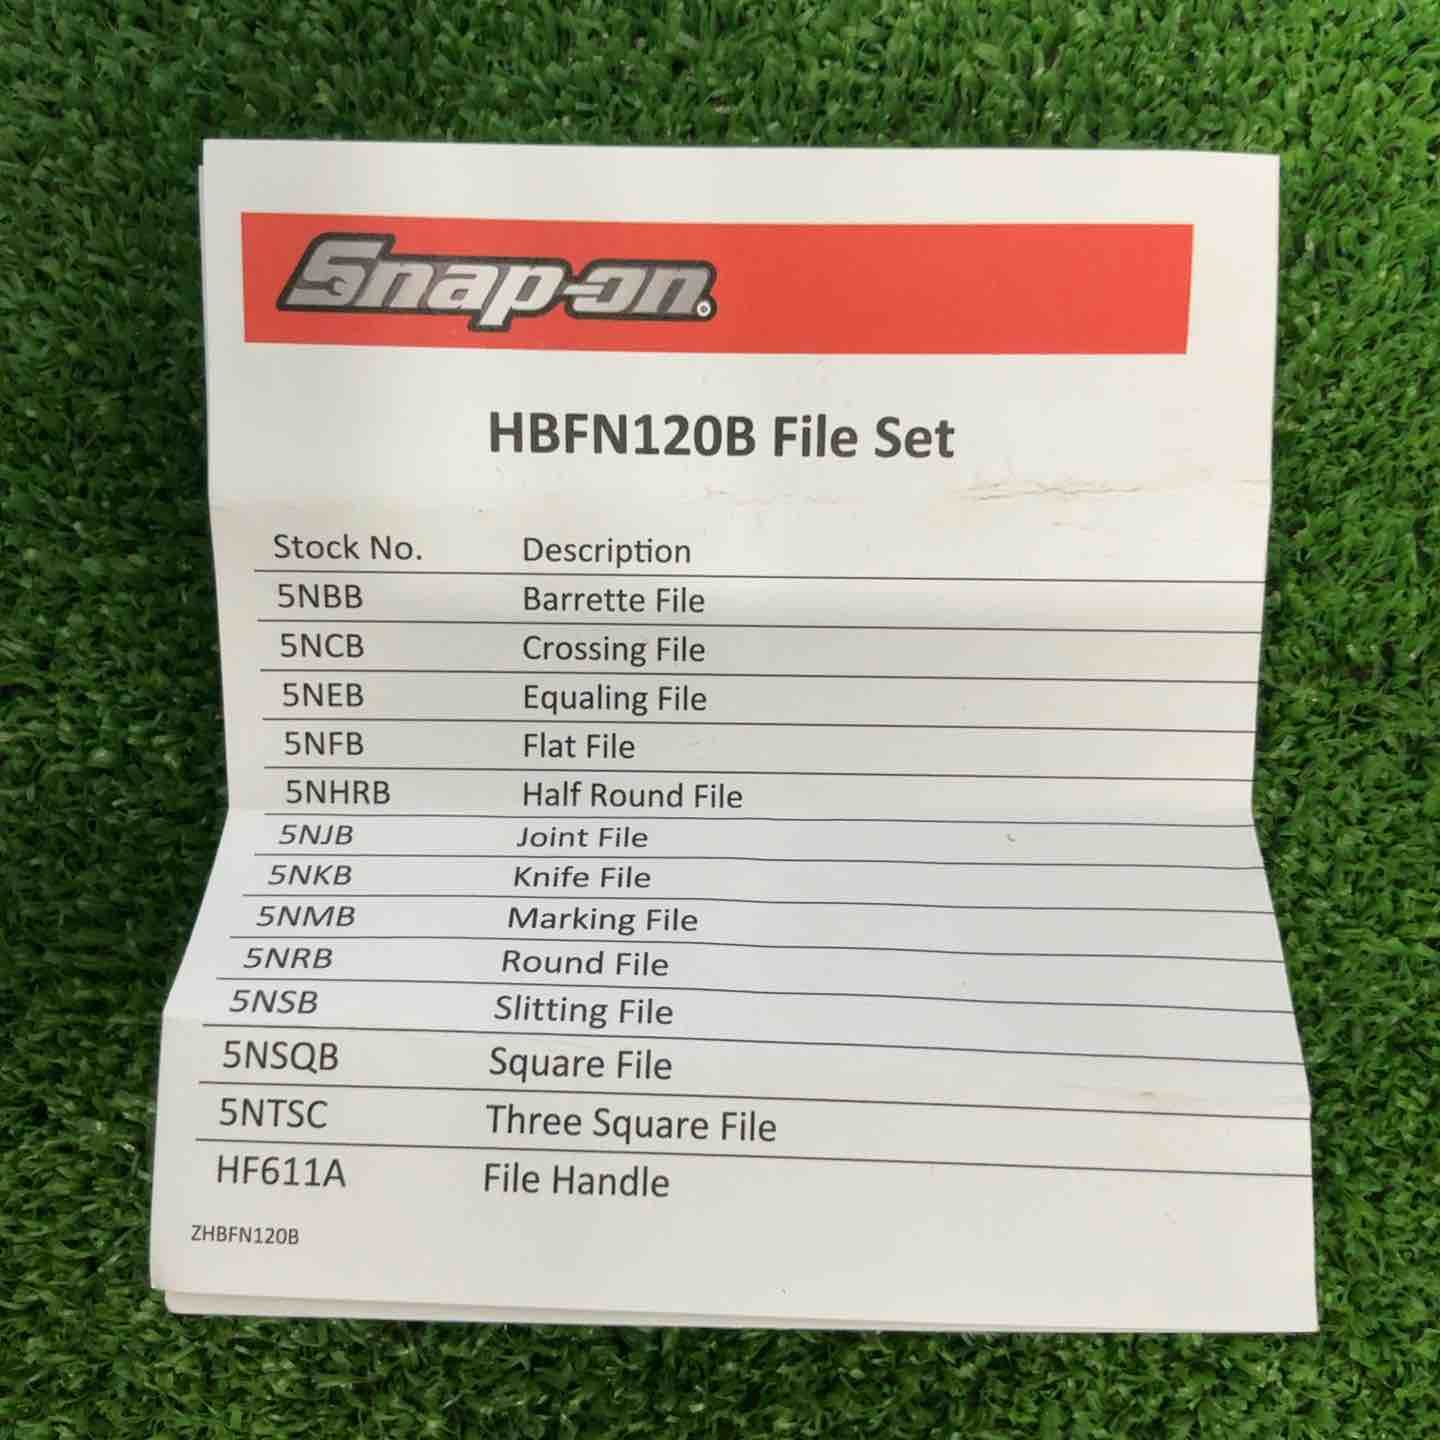 Snap-on
HBFN120B File Set
Stock No. Description
5NBB Barrette File
5NCB Crossing File
5NEB Equaling File
5NFB Flat File
5NHRB Half Round File
5NJB Joint File
5NKB Knife File
5NMB Marking File
5NRB Round File
5NSB Slitting File
5NSQB Square File
5NTSC Three Square File
HF611A File Handle
ZHBFN120B